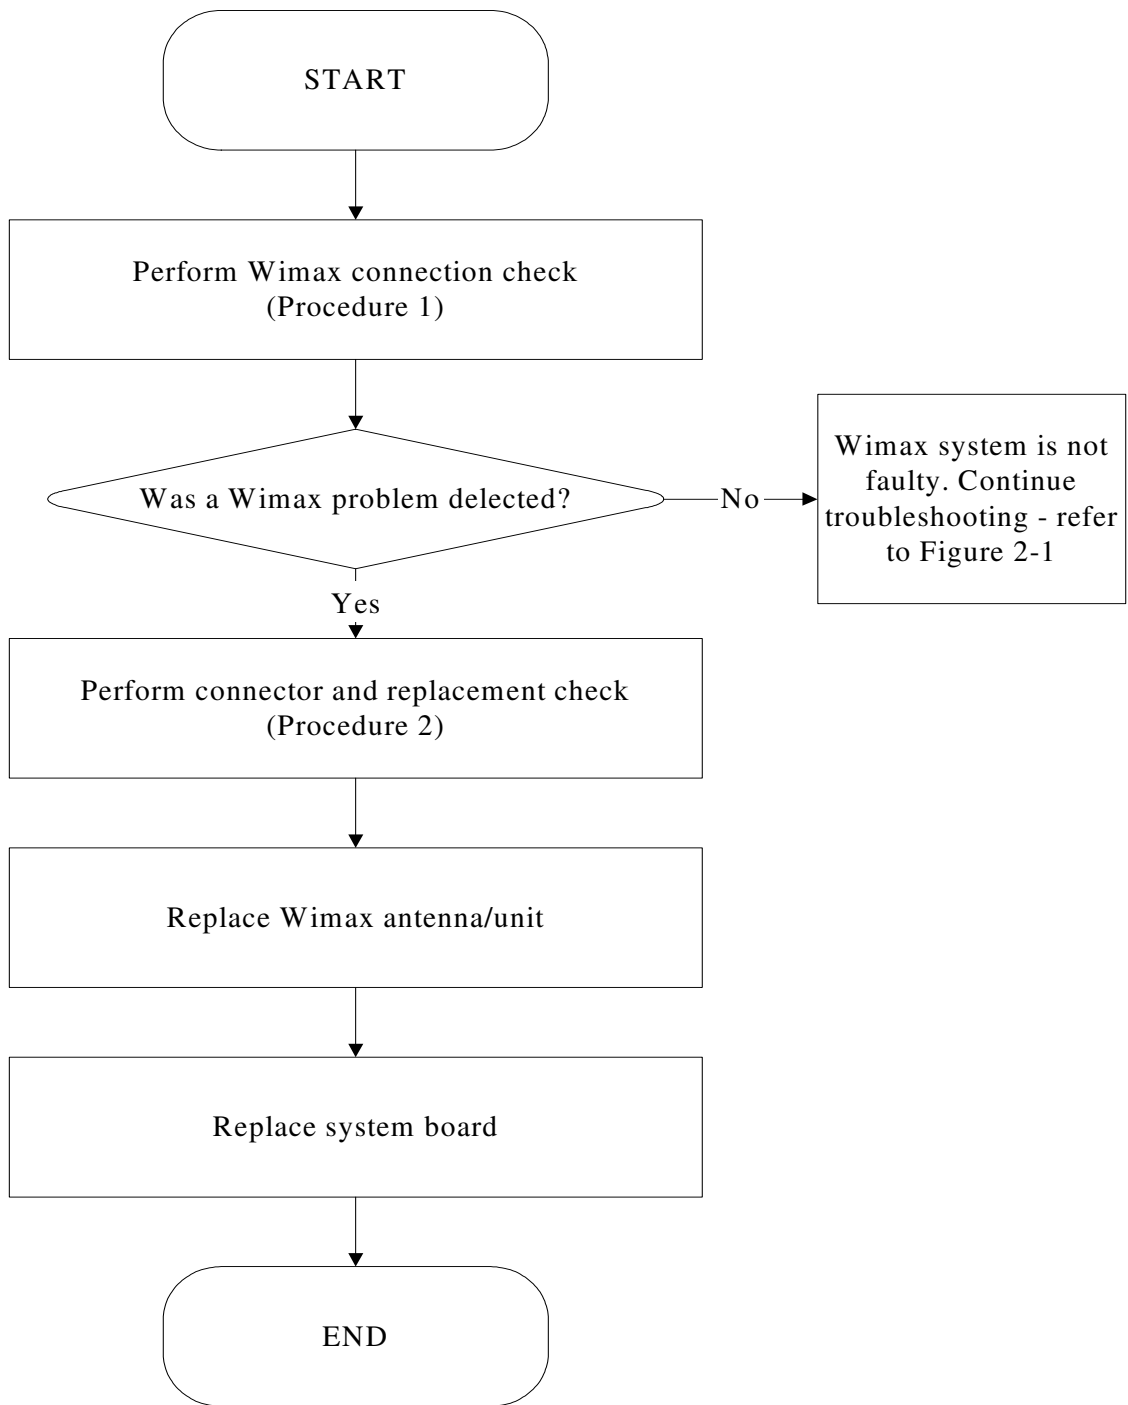 START
Perform Wimax connection check
(Procedure 1)
Was a Wimax problem delected?
No
Wimax system is not
faulty. Continue
troubleshooting - refer
to Figure 2-1
Yes
Perform connector and replacement check
(Procedure 2)
Replace Wimax antenna/unit
Replace system board
END